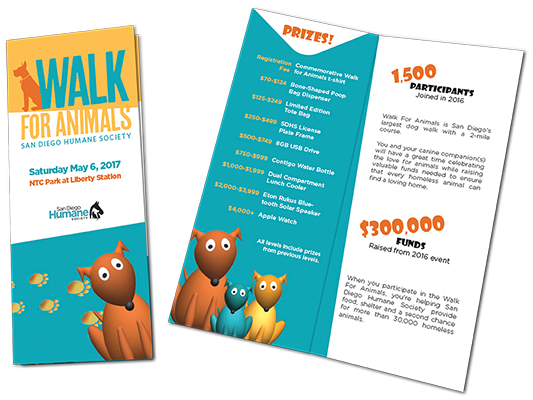 WALK
FOR ANIMALS
SAN DIEGO HUMANE SOCIETY
Saturday May 6, 2017
NTC Park at Liberty Station
San Diego
Humane
SOCIETY
PRIZES!
Registration Fee Commemorative Walk for Animals t-shirt
$70-$124 Bone-Shaped Poop Bag Dispenser
$125-$249 Limited Edition Tote Bag
$250-$499 SDHS License Plate Frame
$500-$749 8GB USB Drive
$750-$999 Contigo Water Bottle
$1,000-$1,999 Dual Compartment Lunch Cooler
$2,000-$3,999 Eton Rukus Blue-tooth Solar Speaker
$4,000+ Apple Watch
All levels include prizes
from previous levels.
1,500
PARTICIPANTS
Joined in 2016
Walk For Animals is San Diego's
largest dog walk with a 2-mile
course.
You and your canine companion(s)
will have a great time celebrating
the love for animals while raising
valuable funds needed to ensure
that every homeless animal can
find a loving home.
$300,000
FUNDS
Raised from 2016 event
When you participate in the Walk
For Animals, you're helping San
Diego Humane Society provide
food, shelter and a second chance
for more than 30,000 homeless
animals.